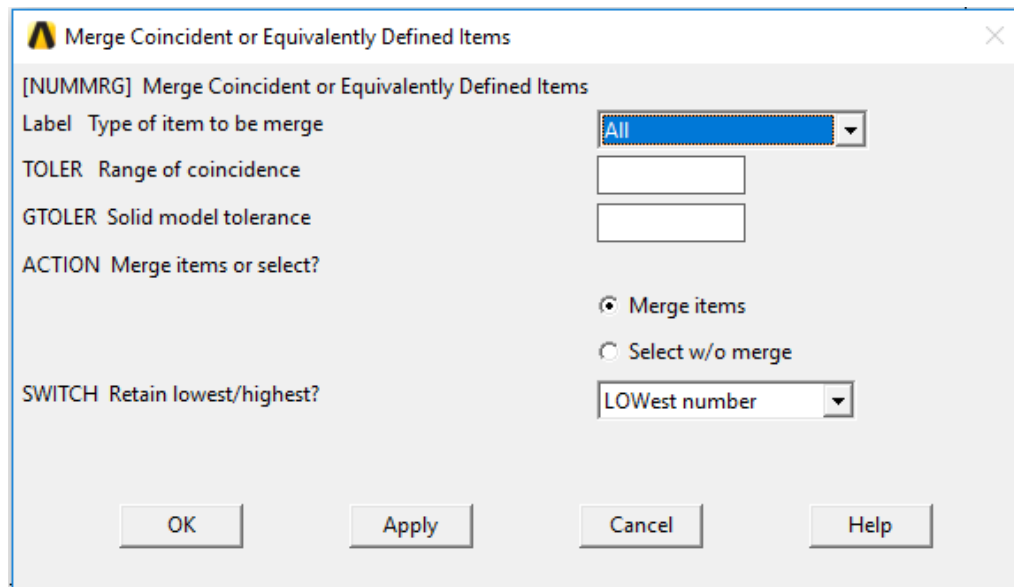 Merge Coincident or Equivalently Defined Items
[NUMMRG] Merge Coincident or Equivalently Defined Items
Label Type of item to be merge
All
TOLER Range of coincidence
GTOLER Solid model tolerance
ACTION Merge items or select?
Merge items
Select w/o merge
SWITCH Retain lowest/highest?
LOWest number
OK Apply Cancel Help